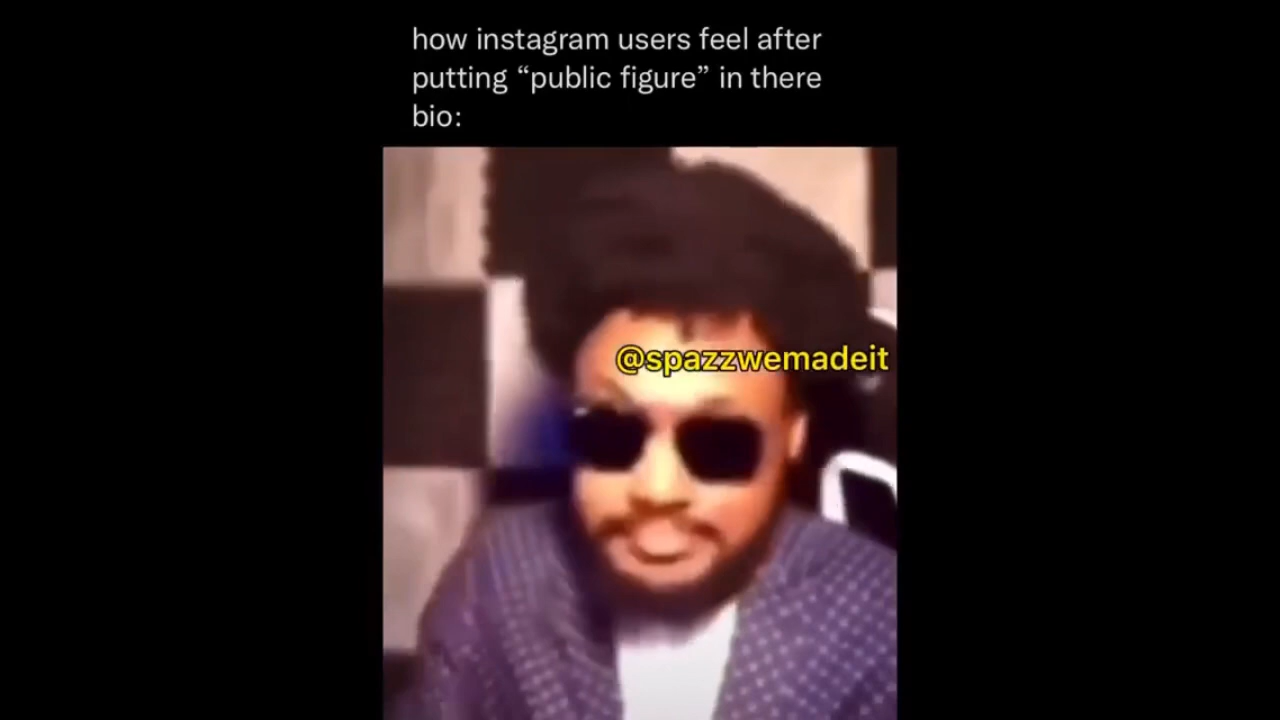 how instagram users feel after
putting “public figure” in there
bio:
@spazzwemadeit